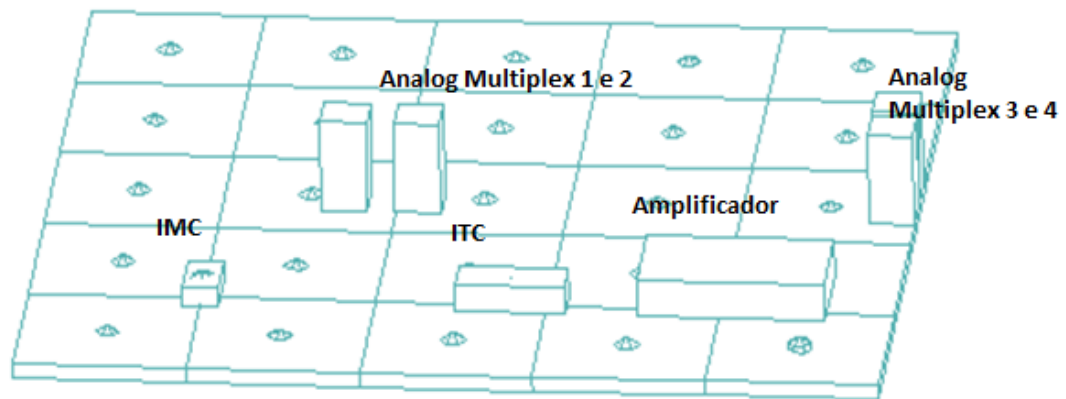 Analog Multiplex 1 e 2
Analog
Multiplex 3 e 4
Amplificador
IMC
ITC